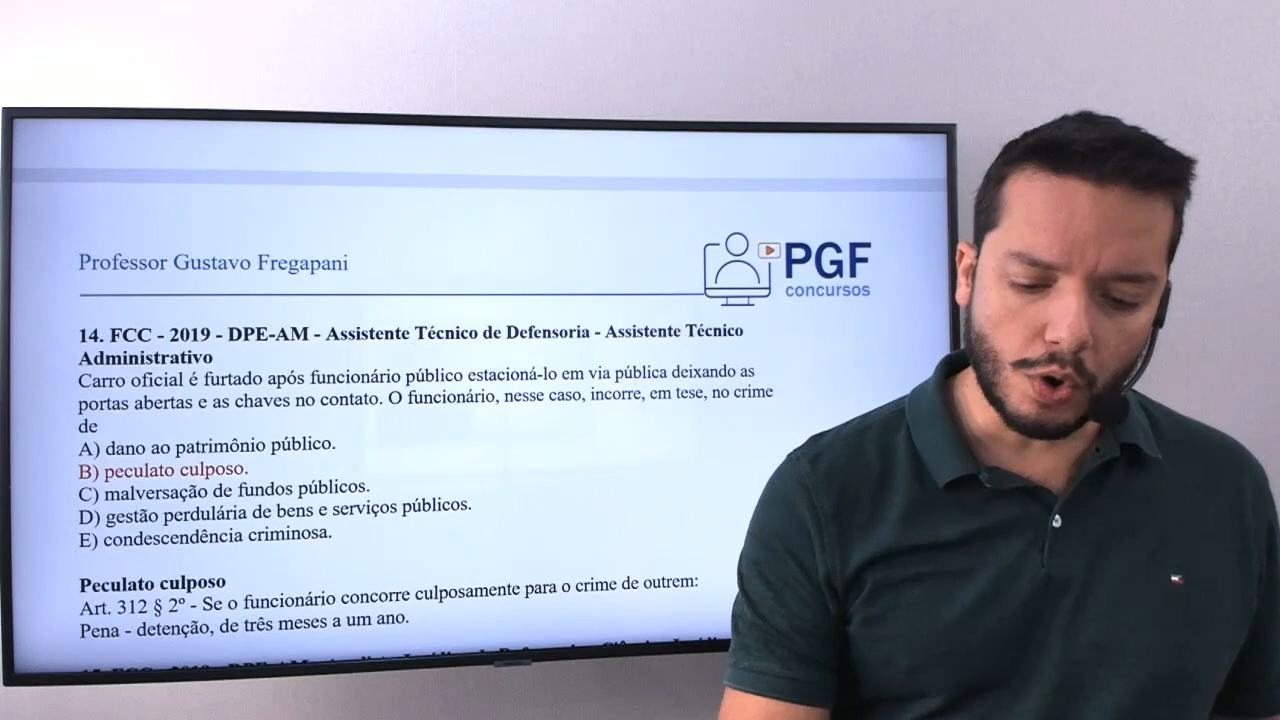 Professor Gustavo Fregapani
PGF
concursos
14. FCC - 2019 - DPE-AM - Assistente Técnico de Defensoria - Assistente Técnico
Administrativo
Carro oficial é furtado após funcionário público estacioná-lo em via pública deixando as
portas abertas e as chaves no contato. O funcionário, nesse caso, incorre, em tese, no crime
de
A) dano ao patrimônio público.
B) peculato culposo.
C) malversação de fundos públicos.
D) gestão perdulária de bens e serviços públicos.
E) condescendência criminosa.
Peculato culposo
Art. 312 § 2º - Se o funcionário concorre culposamente para o crime de outrem:
Pena - detenção, de três meses a um ano.